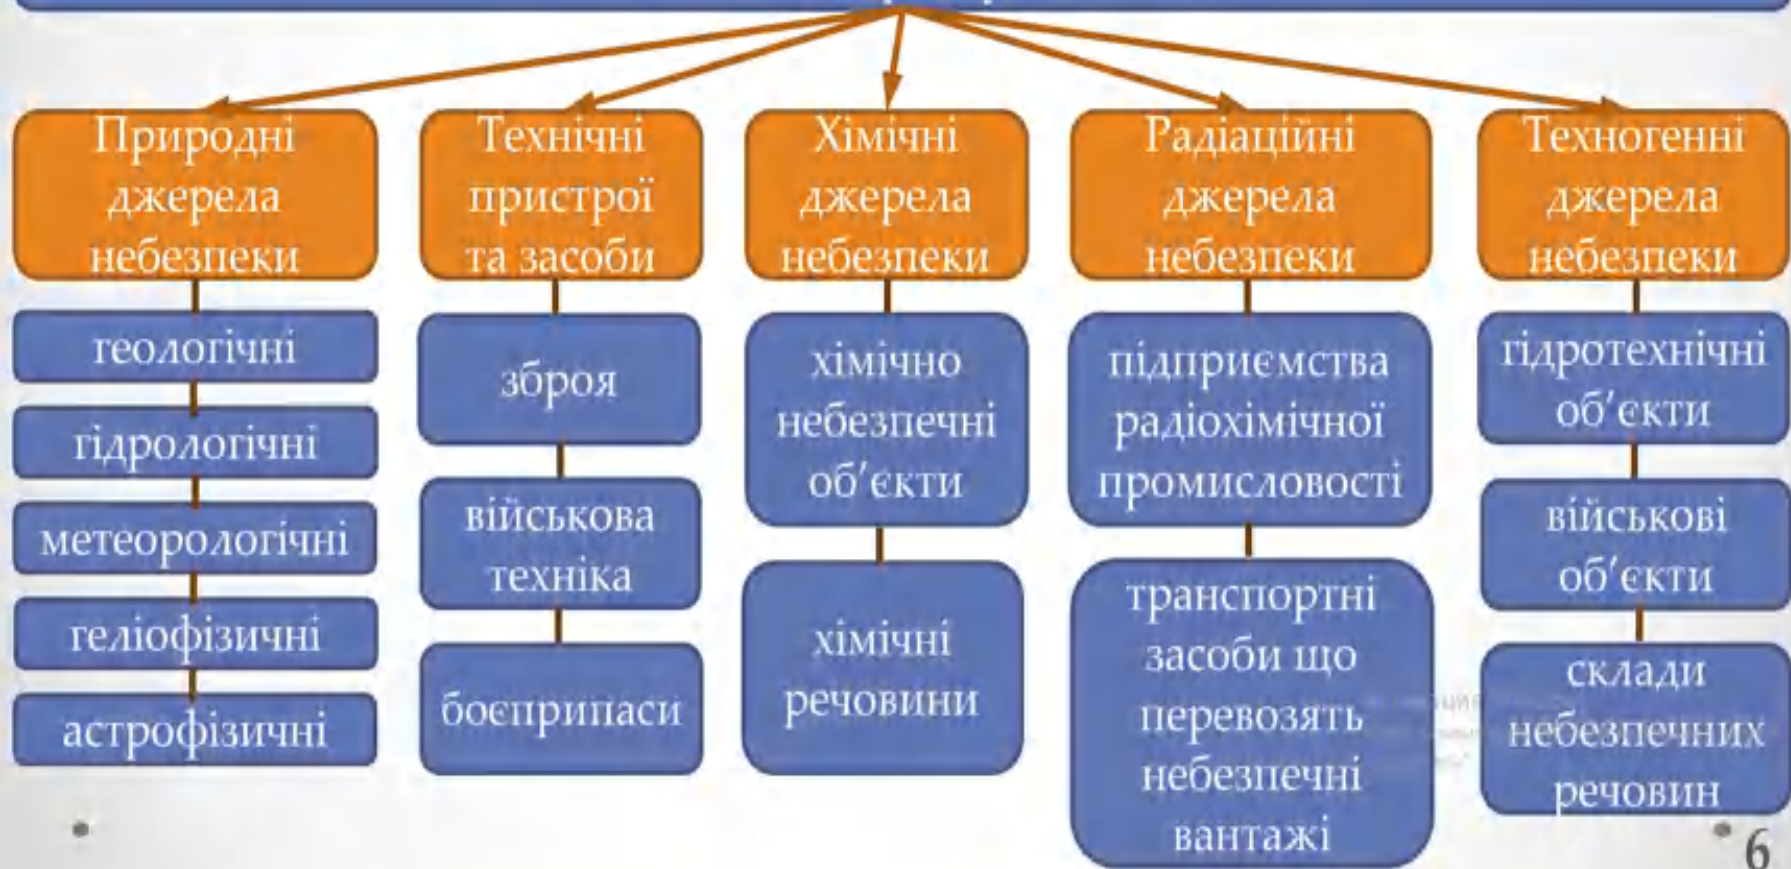 Природні
джерела
небезпеки
геологічні
гідрологічні
метеорологічні
геліофізичні
астрофізичні
Технічні
пристрої
та засоби
зброя
військова
техніка
боєприпаси
Хімічні
джерела
небезпеки
хімічно
небезпечні
об’єкти
хімічні
речовини
Радіаційні
джерела
небезпеки
підприємства
радіохімічної
промисловості
транспортні
засоби що
перевозять
небезпечні
вантажі
Техногенні
джерела
небезпеки
гідротехнічні
об’єкти
військові
об’єкти
склади
небезпечних
речовин
6